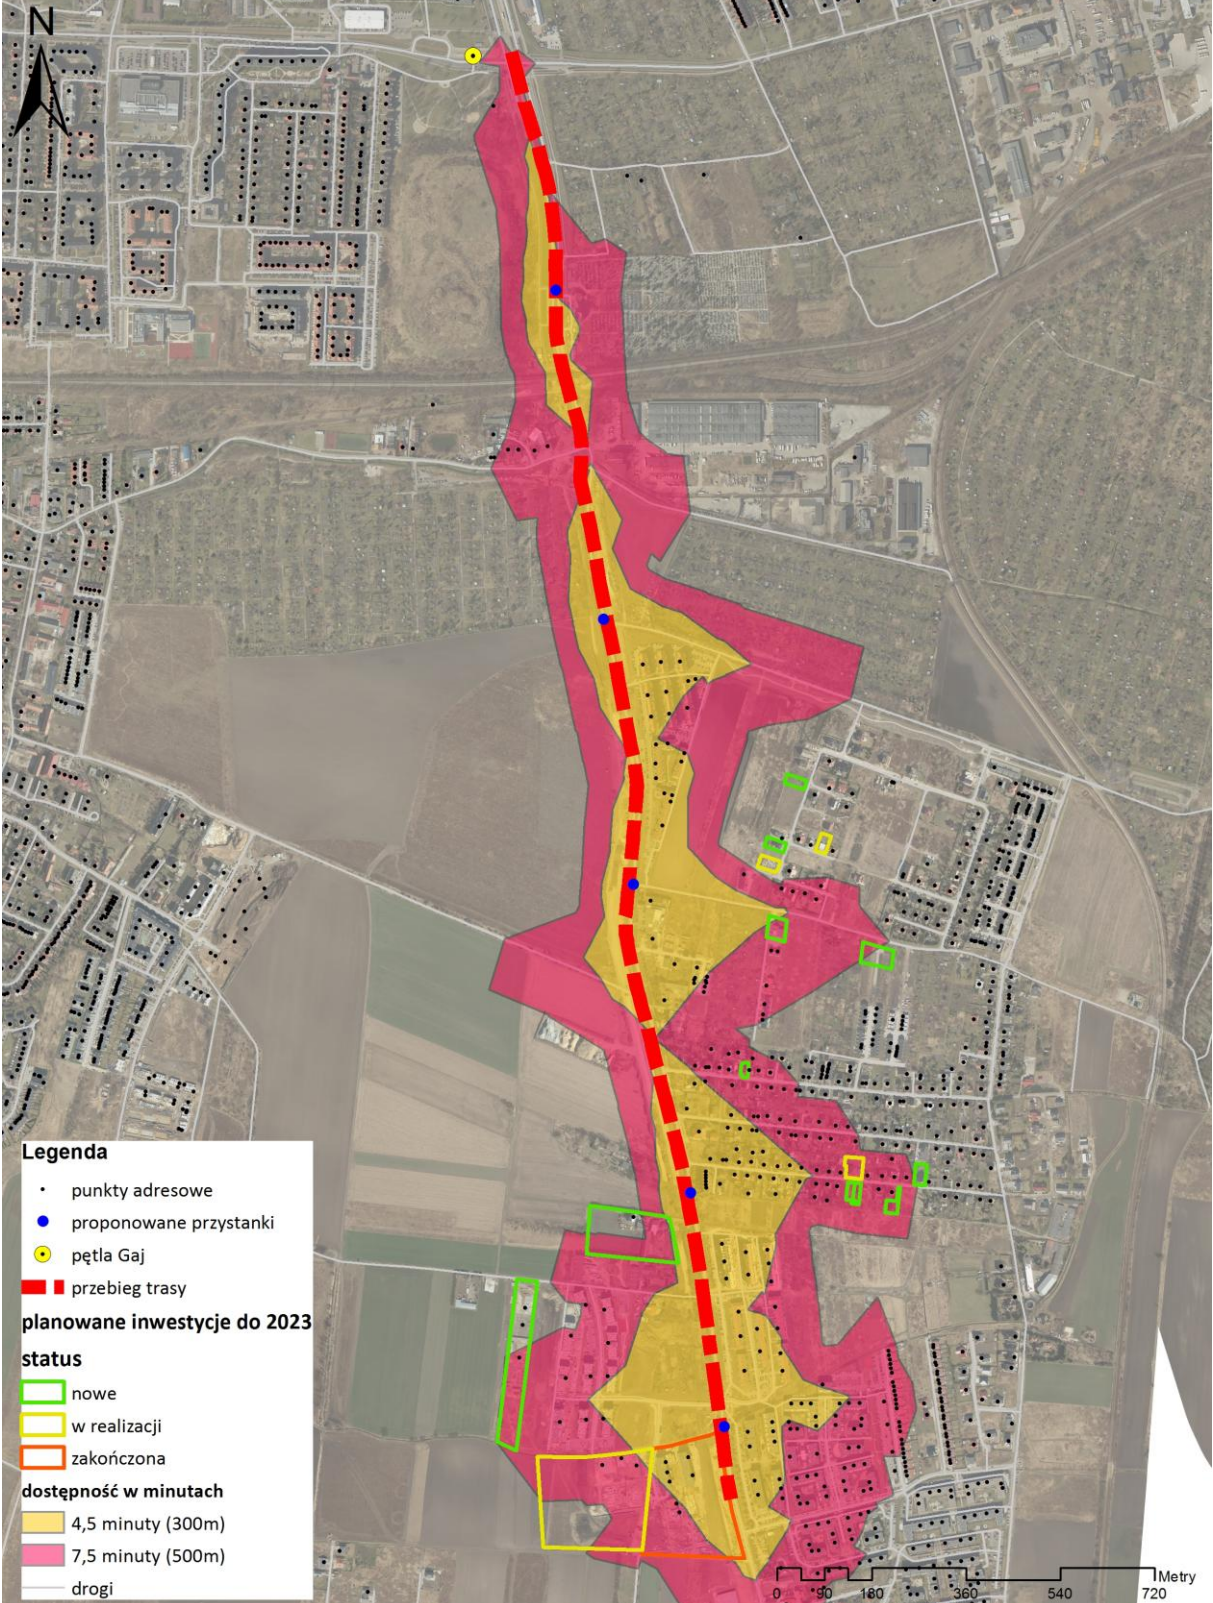 N
Legenda
punkty adresowe
proponowane przystanki
pętla Gaj
przebieg trasy
planowane inwestycje do 2023
status
nowe
w realizacji
zakończona
dostępność w minutach
4,5 minuty (300m)
7,5 minuty (500m)
drogi
Metry
0 90 180 360 540 720